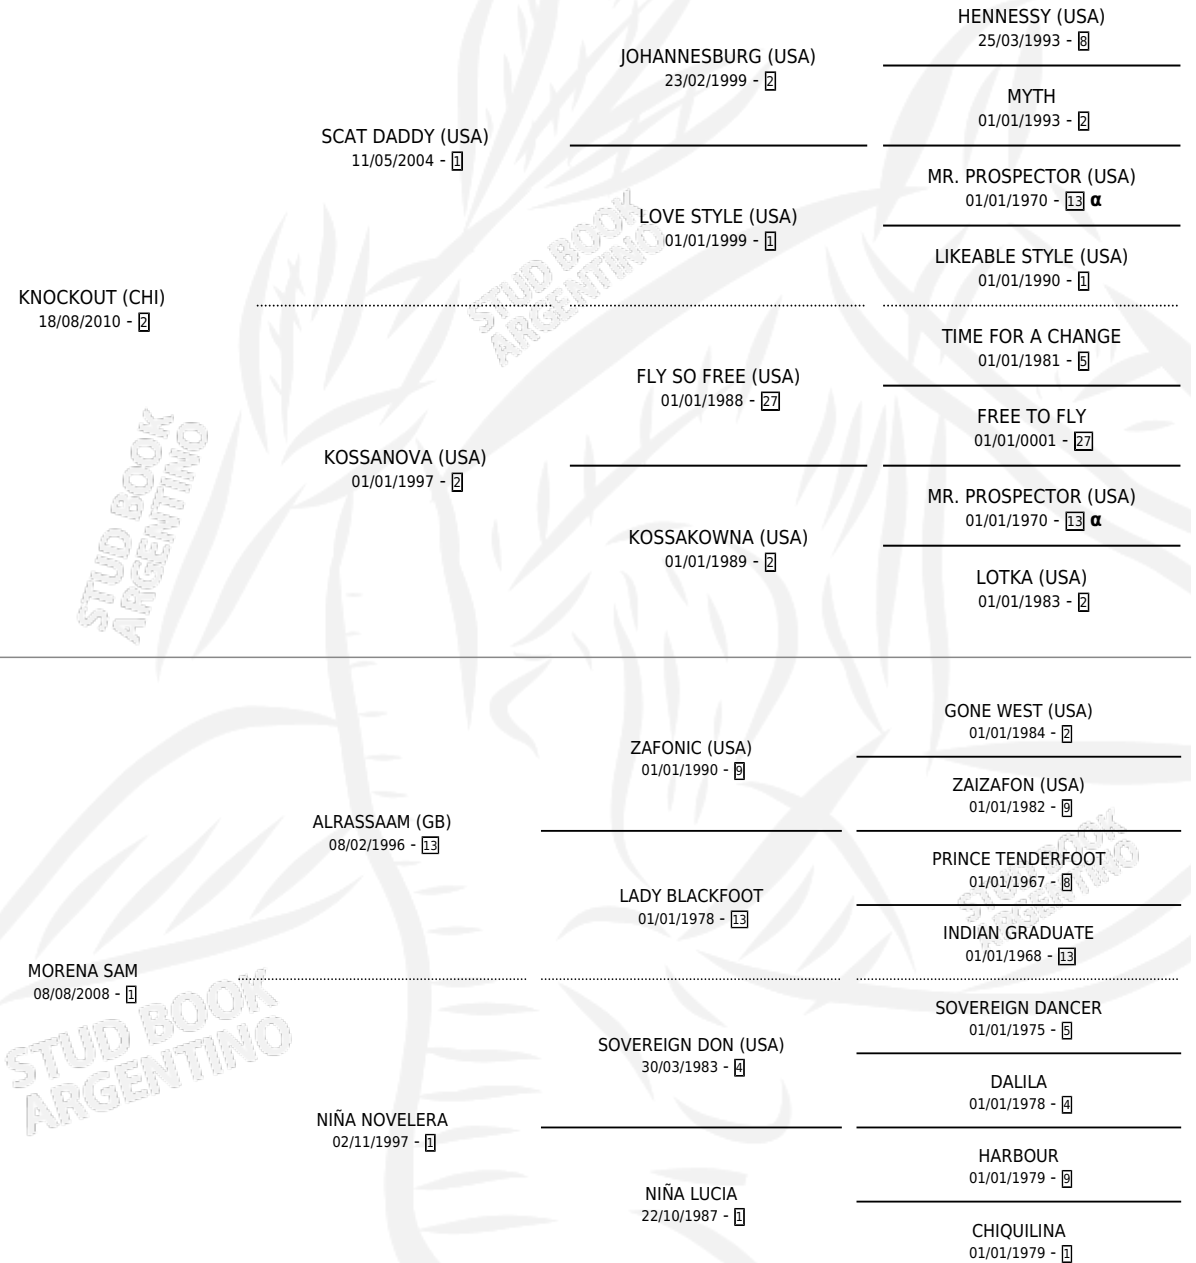 HENNESSY (USA)
25/03/1993 - 8
JOHANNESBURG (USA)
23/02/1999 - 2
MYTH
01/01/1993 - 2
SCAT DADDY (USA)
11/05/2004 - 1
MR. PROSPECTOR (USA)
01/01/1970 - 13 α
LOVE STYLE (USA)
01/01/1999 - 1
LIKEABLE STYLE (USA)
01/01/1990 - 1
KNOCKOUT (CHI)
18/08/2010 - 2
TIME FOR A CHANGE
01/01/1981 - 5
FLY SO FREE (USA)
01/01/1988 - 27
FREE TO FLY
01/01/0001 - 27
KOSSANOVA (USA)
01/01/1997 - 2
MR. PROSPECTOR (USA)
01/01/1970 - 13 α
KOSSAKOWNA (USA)
01/01/1989 - 2
LOTKA (USA)
01/01/1983 - 2
GONE WEST (USA)
01/01/1984 - 2
ZAFONIC (USA)
01/01/1990 - 9
ZAIZAFON (USA)
01/01/1982 - 9
ALRASSAAM (GB)
08/02/1996 - 13
PRINCE TENDERFOOT
01/01/1967 - 8
LADY BLACKFOOT
01/01/1978 - 13
INDIAN GRADUATE
01/01/1968 - 13
MORENA SAM
08/08/2008 - 1
SOVEREIGN DANCER
01/01/1975 - 5
SOVEREIGN DON (USA)
30/03/1983 - 4
DALILA
01/01/1978 - 4
NIÑA NOVELERA
02/11/1997 - 1
HARBOUR
01/01/1979 - 9
NIÑA LUCIA
22/10/1987 - 1
CHIQUILINA
01/01/1979 - 1
STUD BOOK
ARGENTINO
STUD BOOK
ARGENTINO
STUD BOOK
ARGENTINO
STUD BOOK
ARGENTINO